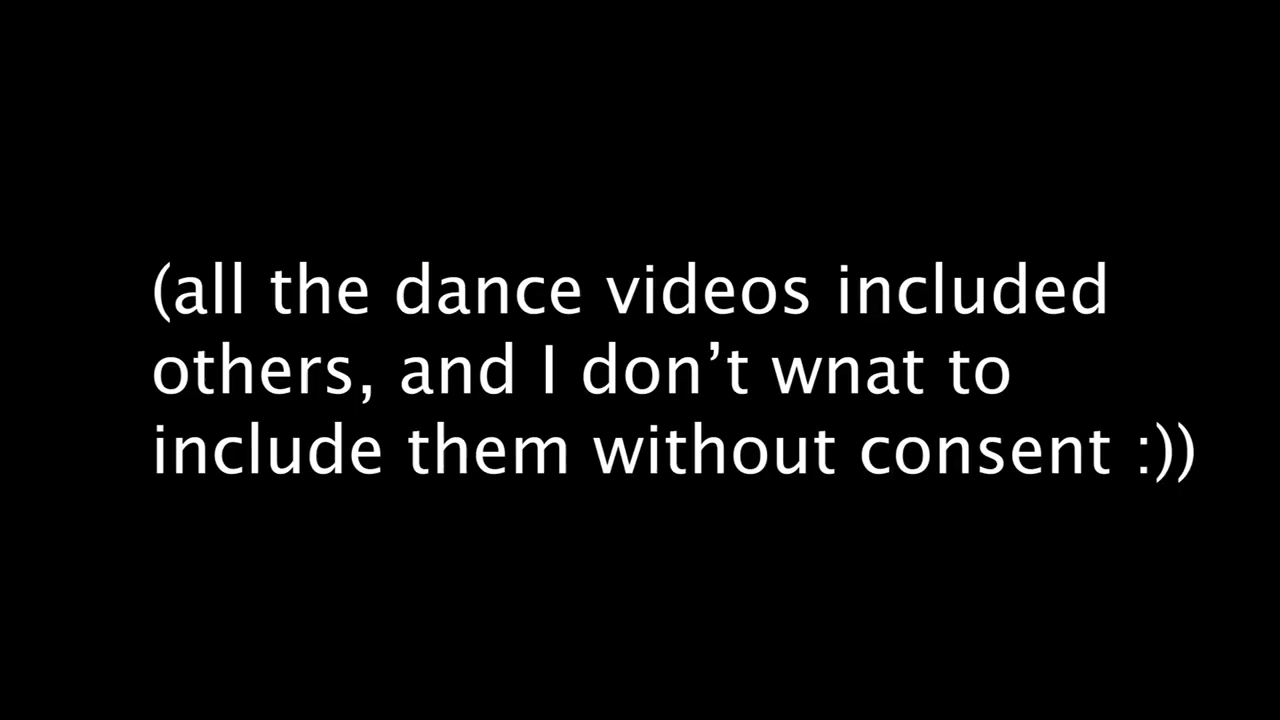 (all the dance videos included
others, and I don’t wnat to
include them without consent :))